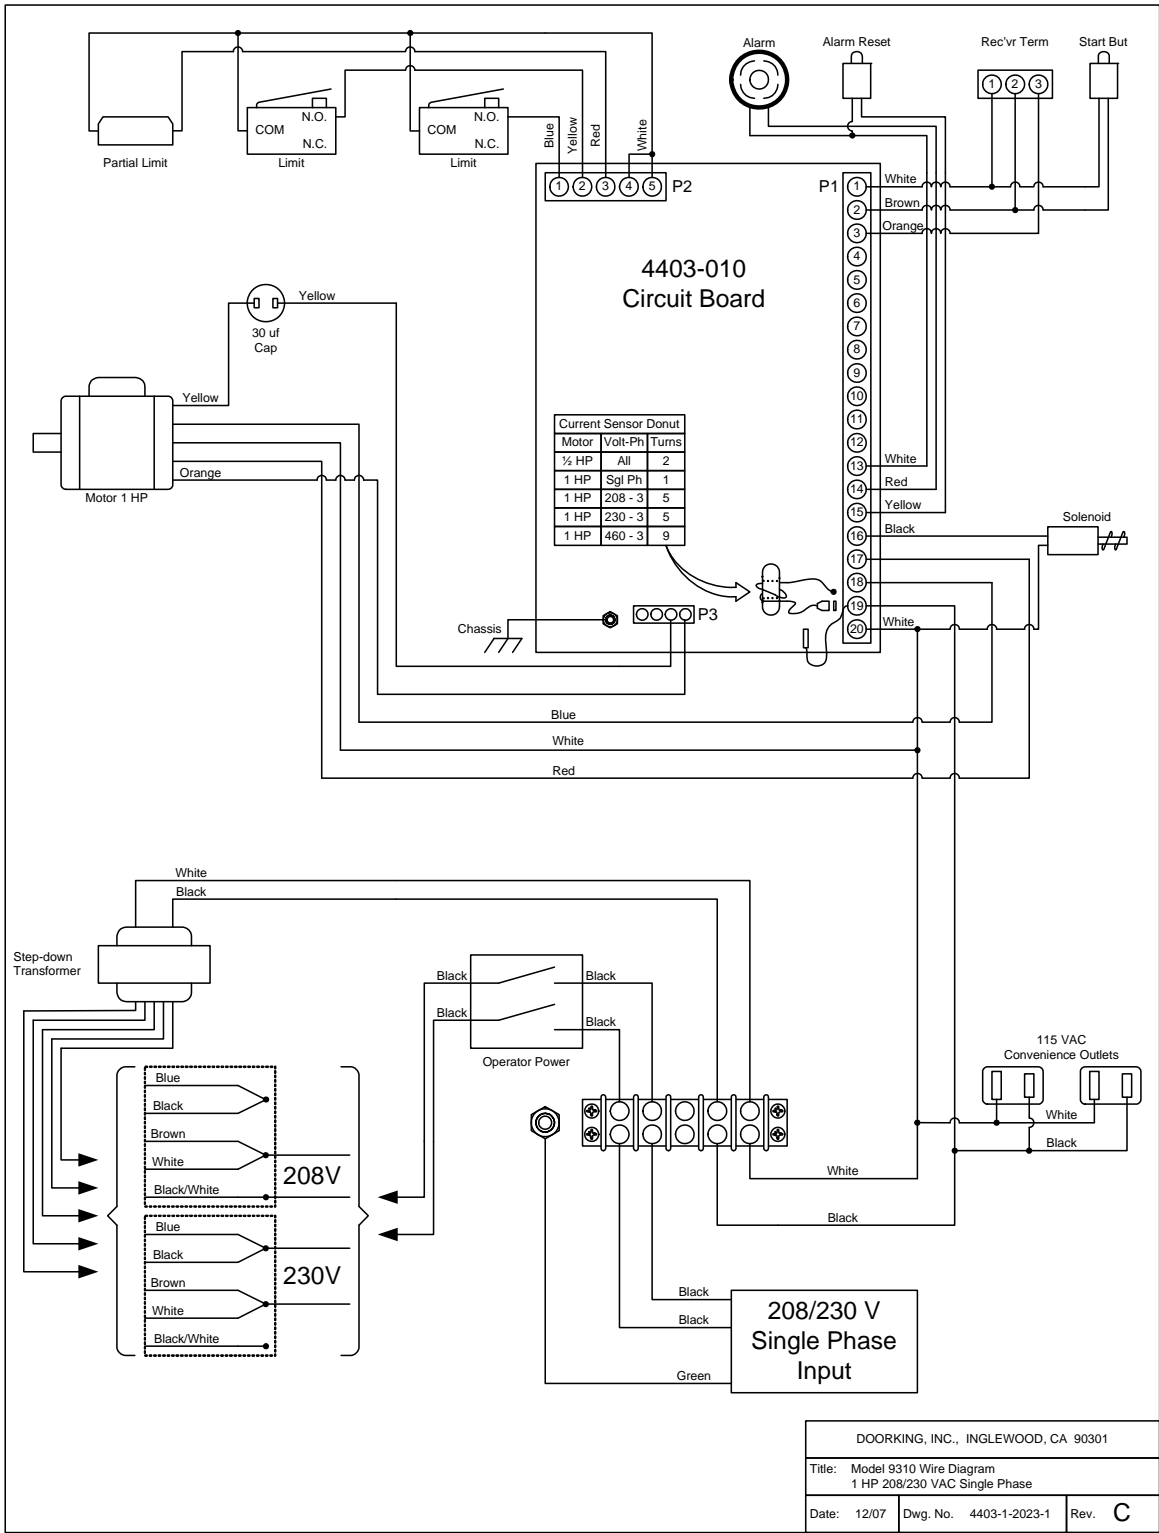 Alarm
Alarm Reset
Rec'vr Term
Start But
1 2 3
N.O.
COM
N.C.
Limit
N.O.
COM
N.C.
Limit
Partial Limit
Blue
Yellow
Red
White
1 2 3 4 5
P2
P1
1
2
3
4
5
6
7
8
9
10
11
12
13
14
15
16
17
18
19
20
White
Brown
Orange
4403-010
Circuit Board
Yellow
30 uf
Cap
Yellow
Orange
Motor 1 HP
Current Sensor Donut
Motor Volt-Ph Turns
½ HP All 2
1 HP Sgl Ph 1
1 HP 208 - 3 5
1 HP 230 - 3 5
1 HP 460 - 3 9
White
Red
Yellow
Black
Solenoid
White
P3
Chassis
Blue
White
Red
White
Black
Step-down
Transformer
Black
Black
Black
Black
Operator Power
115 VAC
Convenience Outlets
White
Black
Blue
Black
Brown
White
Black/White
208V
Blue
Black
Brown
White
Black/White
230V
White
Black
Black
Black
Green
208/230 V
Single Phase
Input
DOORKING, INC., INGLEWOOD, CA 90301
Title: Model 9310 Wire Diagram
1 HP 208/230 VAC Single Phase
Date: 12/07 Dwg. No. 4403-1-2023-1 Rev. C